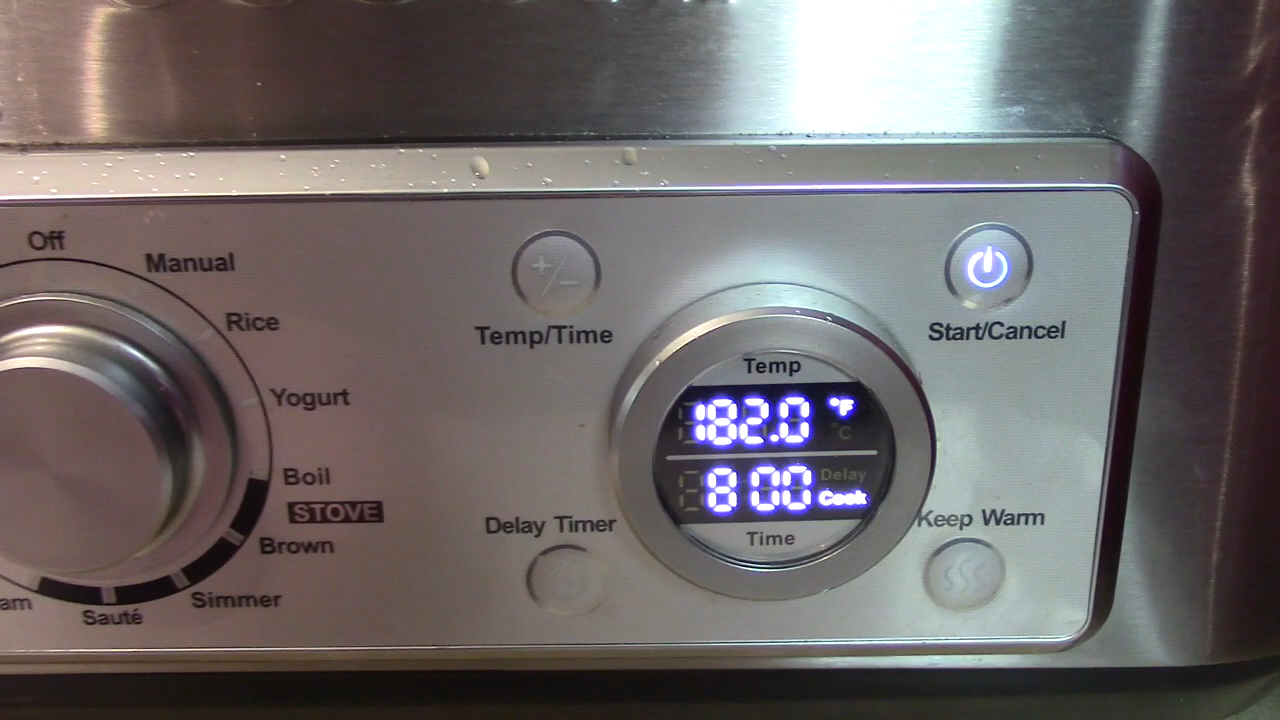 Off
Manual
Rice
Yogurt
Boil
STOVE
Brown
Simmer
Sauté
+/-
Temp/Time
Delay Timer
Temp
182.0 °F
°C
8 00 Delay
Cook
Time
Start/Cancel
Keep Warm